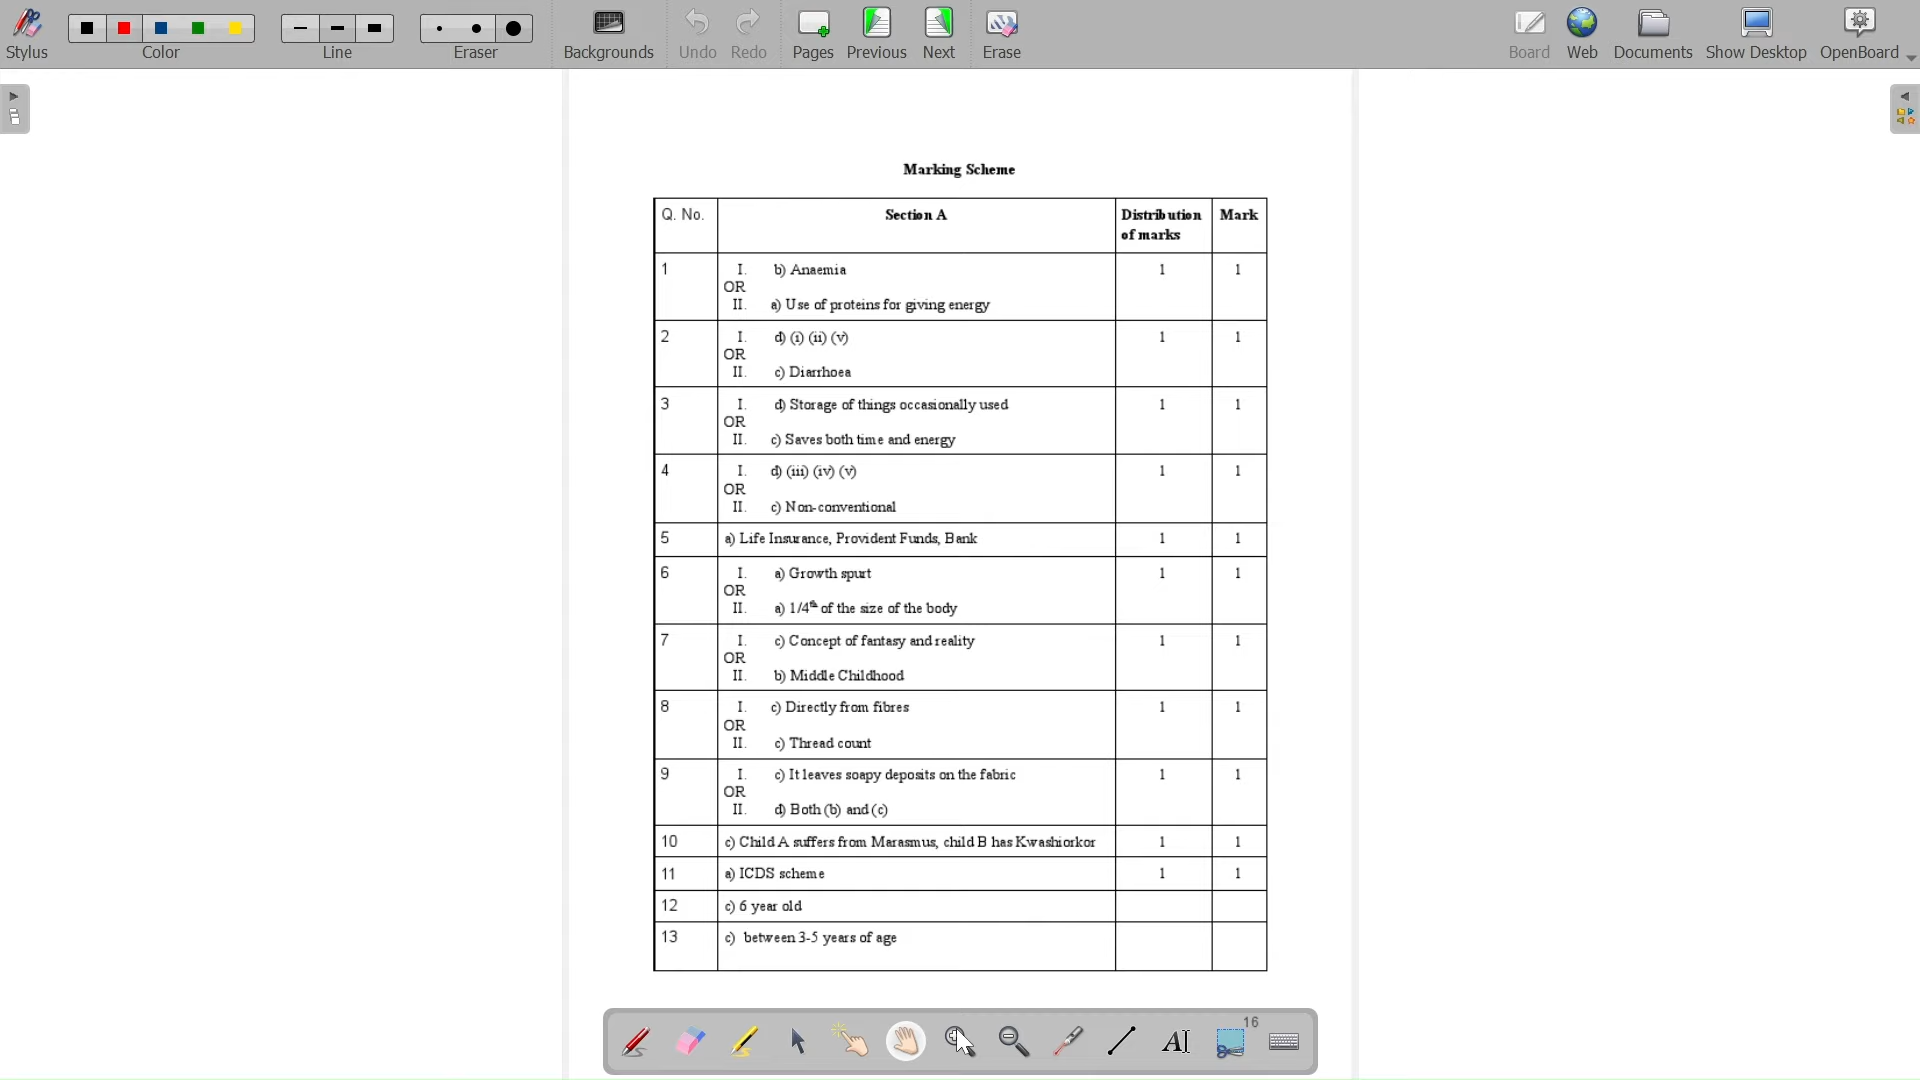 Stylus
Color
Line
Eraser
Backgrounds
Undo
Redo
Pages
Previous
Next
Erase
Board
Web
Documents
Show Desktop
OpenBoard
Marking Scheme
Q. No. Section A Distribution of marks Mark
1 I. b) Anaemia 1 1
OR
II. a) Use of proteins for giving energy
2 I. d) (i) (ii) (v) 1 1
OR
II. c) Diarrhoea
3 I. d) Storage of things occasionally used 1 1
OR
II. c) Saves both time and energy
4 I. d) (iii) (iv) (v) 1 1
OR
II. c) Non-conventional
5 a) Life Insurance, Provident Funds, Bank 1 1
6 I. a) Growth spurt 1 1
OR
II. a) 1/4th of the size of the body
7 I. c) Concept of fantasy and reality 1 1
OR
II. b) Middle Childhood
8 I. c) Directly from fibres 1 1
OR
II. c) Thread count
9 I. c) It leaves soapy deposits on the fabric 1 1
OR
II. d) Both (b) and (c)
10 c) Child A suffers from Marasmus, child B has Kwashiorkor 1 1
11 a) ICDS scheme 1 1
12 c) 6 year old
13 c) between 3-5 years of age
AI
16